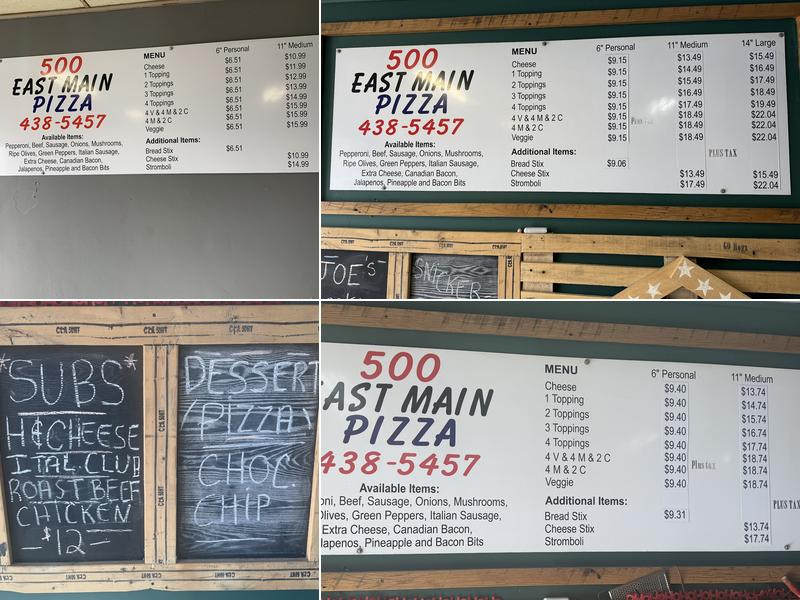 500
EAST MAIN
PIZZA
438-5457
Available Items:
Pepperoni, Beef, Sausage, Onions, Mushrooms,
Ripe Olives, Green Peppers, Italian Sausage,
Extra Cheese, Canadian Bacon,
Jalapenos, Pineapple and Bacon Bits
MENU 6" Personal 11" Medium
Cheese $6.51 $10.99
1 Topping $6.51 $11.99
2 Toppings $6.51 $12.99
3 Toppings $6.51 $13.99
4 Toppings $6.51 $14.99
4 V & 4 M & 2 C $6.51 $15.99
4 M & 2 C $6.51 $15.99
Veggie $6.51 $15.99
Additional Items:
Bread Stix $6.51
Cheese Stix $10.99
Stromboli $14.99
500
EAST MAIN
PIZZA
438-5457
Available Items:
Pepperoni, Beef, Sausage, Onions, Mushrooms,
Ripe Olives, Green Peppers, Italian Sausage,
Extra Cheese, Canadian Bacon,
Jalapenos, Pineapple and Bacon Bits
MENU 6" Personal 11" Medium 14" Large
Cheese $9.15 $13.49 $15.49
1 Topping $9.15 $14.49 $16.49
2 Toppings $9.15 $15.49 $17.49
3 Toppings $9.15 $16.49 $18.49
4 Toppings $9.15 $17.49 $19.49
4 V & 4 M & 2 C $9.15 $18.49 $22.04
4 M & 2 C $9.15 $18.49 $22.04
Veggie $9.15 $18.49 $22.04
PLUS TAX
Additional Items:
Bread Stix $9.06
Cheese Stix $13.49 $15.49
Stromboli $17.49 $22.04
GO Hogs
JOE'S
SNICKER
*SUBS*
H&CHEESE
ITAL.CLUB
ROAST BEEF
CHICKEN
-$12-
DESSERT
PIZZA
CHOC.
CHIP
500
EAST MAIN
PIZZA
438-5457
Available Items:
oni, Beef, Sausage, Onions, Mushrooms,
Olives, Green Peppers, Italian Sausage,
Extra Cheese, Canadian Bacon,
lapenos, Pineapple and Bacon Bits
MENU 6" Personal 11" Medium
Cheese $9.40 $13.74
1 Topping $9.40 $14.74
2 Toppings $9.40 $15.74
3 Toppings $9.40 $16.74
4 Toppings $9.40 $17.74
4 V & 4 M & 2 C $9.40 $18.74
4 M & 2 C $9.40 $18.74
Veggie $9.40 $18.74
Plus tax
PLUS TAX
Additional Items:
Bread Stix $9.31
Cheese Stix $13.74
Stromboli $17.74